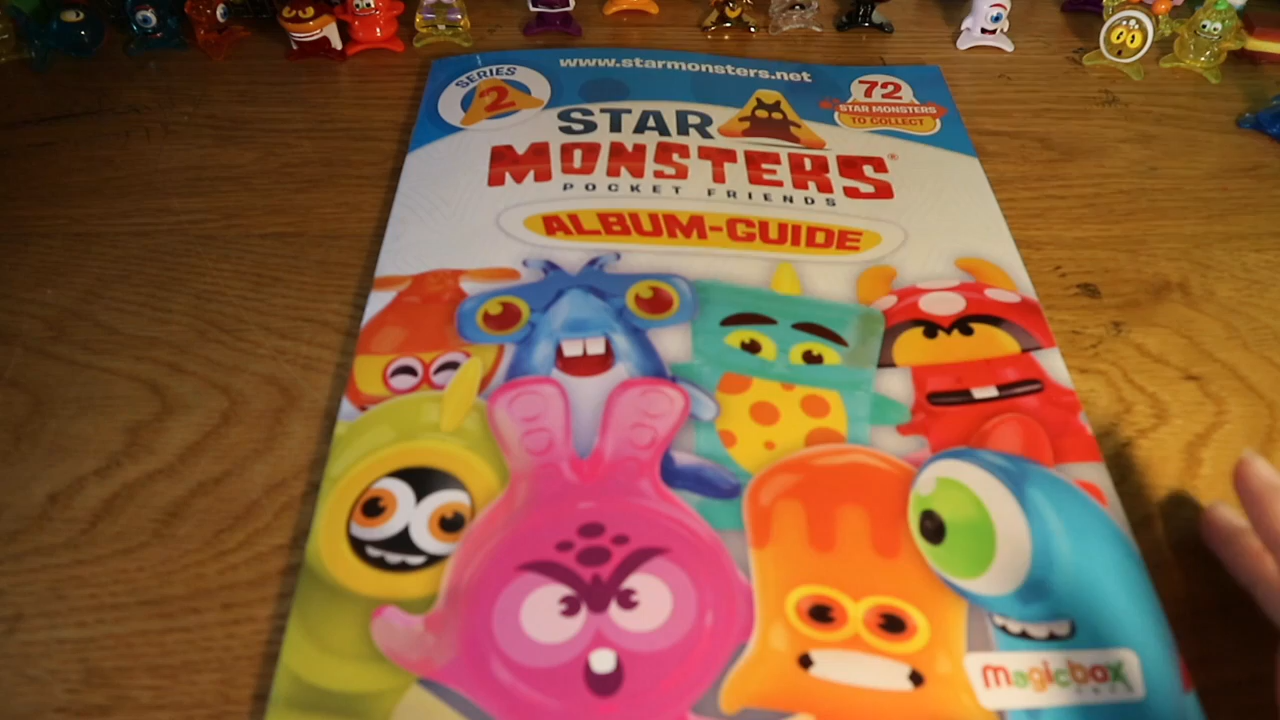 www.starmonsters.net
SERIES
2
72
STAR MONSTERS
TO COLLECT
STAR
MONSTERS®
POCKET FRIENDS
ALBUM-GUIDE
magicbox